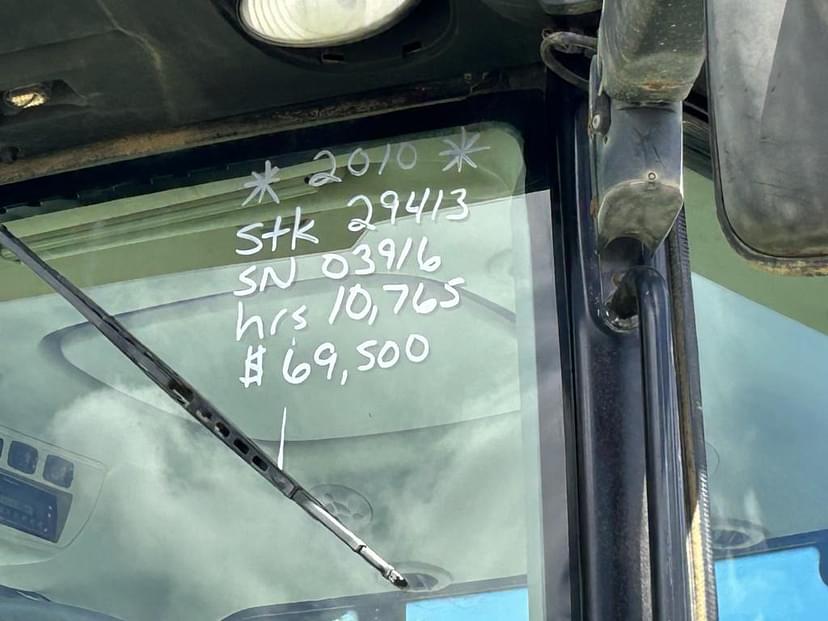 * 2010 *
Stk 29413
SN 03916
hrs 10,765
$69,500